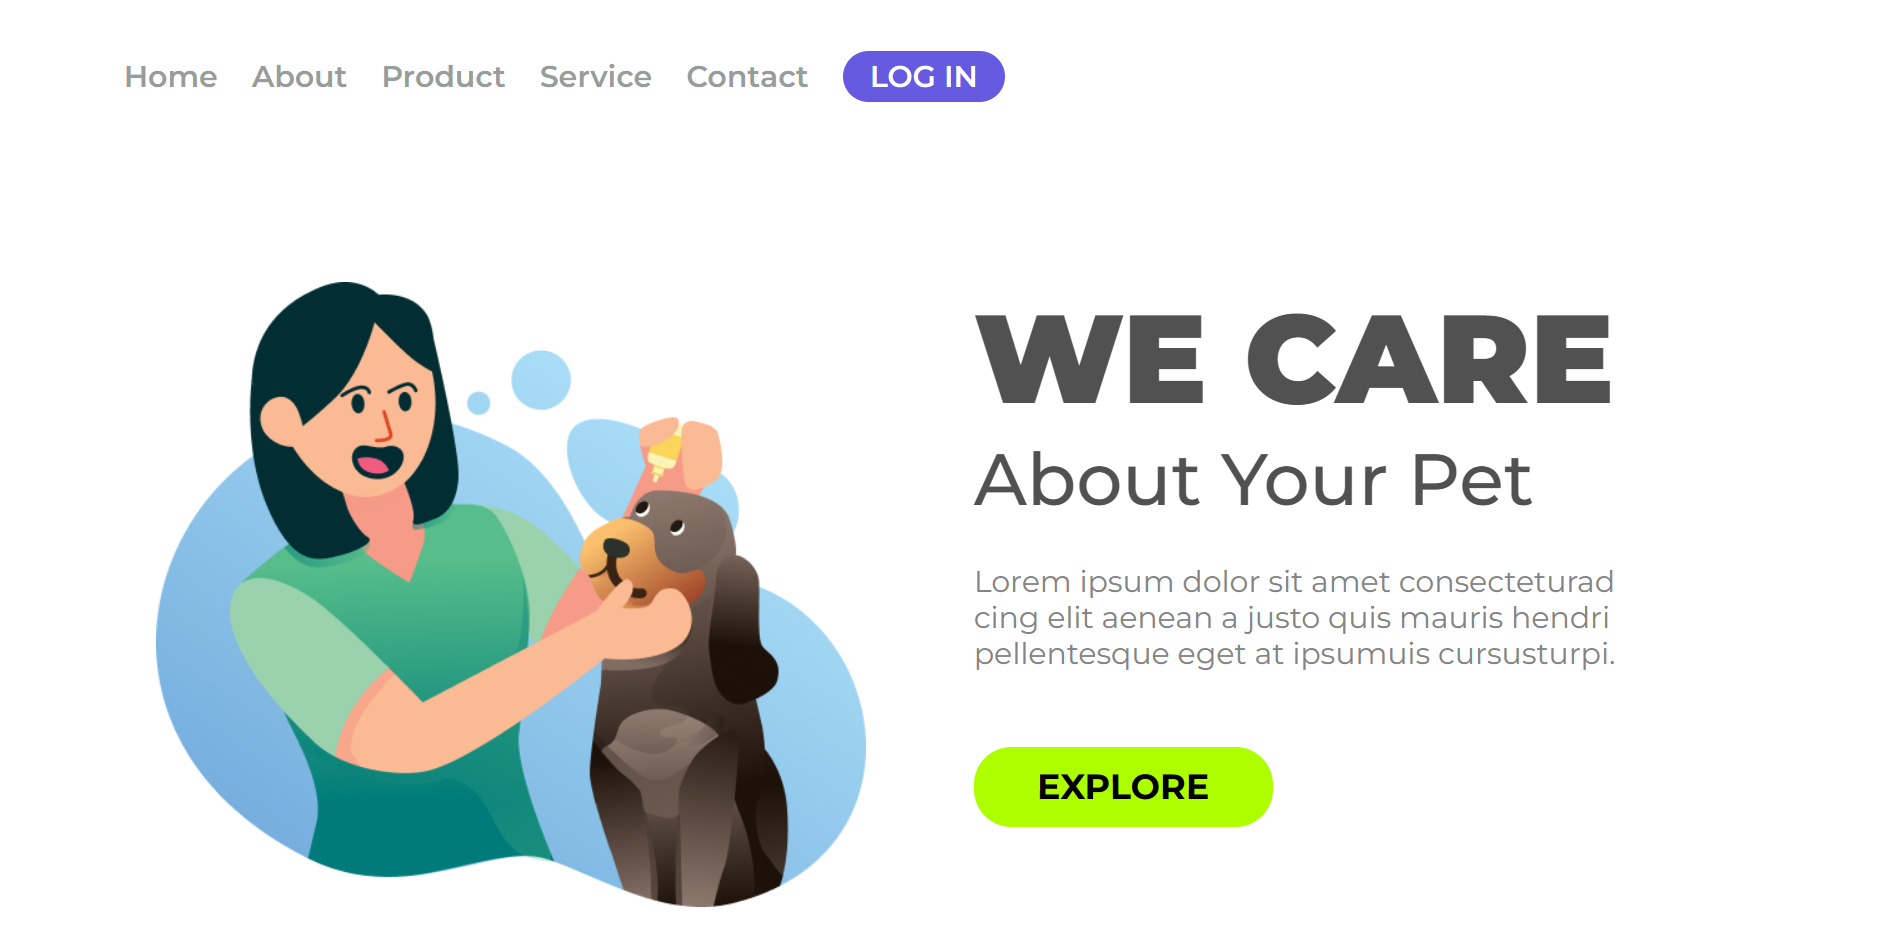 Home About Product Service Contact LOG IN
WE CARE
About Your Pet
Lorem ipsum dolor sit amet consecteturad
cing elit aenean a justo quis mauris hendri
pellentesque eget at ipsumuis cursusturpi.
EXPLORE